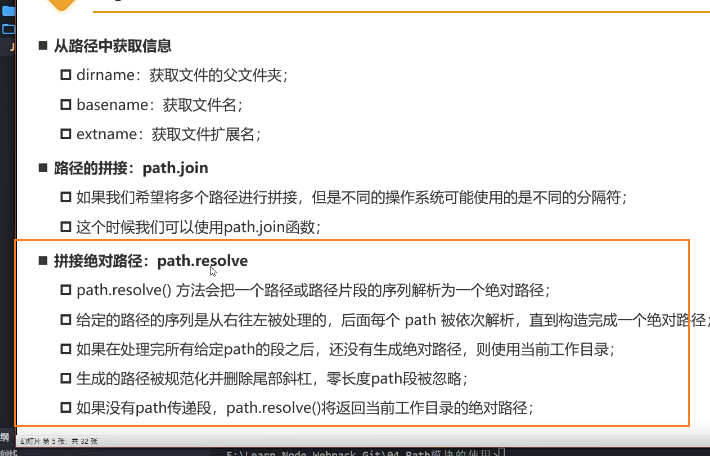 从路径中获取信息
dirname：获取文件的父文件夹；
basename：获取文件名；
extname：获取文件扩展名；
路径的拼接：path.join
如果我们希望将多个路径进行拼接，但是不同的操作系统可能使用的是不同的分隔符；
这个时候我们可以使用path.join函数；
拼接绝对路径：path.resolve
path.resolve() 方法会把一个路径或路径片段的序列解析为一个绝对路径；
给定的路径的序列是从右往左被处理的，后面每个 path 被依次解析，直到构造完成一个绝对路径；
如果在处理完所有给定path的段之后，还没有生成绝对路径，则使用当前工作目录；
生成的路径被规范化并删除尾部斜杠，零长度path段被忽略；
如果没有path传递段，path.resolve()将返回当前工作目录的绝对路径；
纲
幻灯片 第 5 张，共 32 张